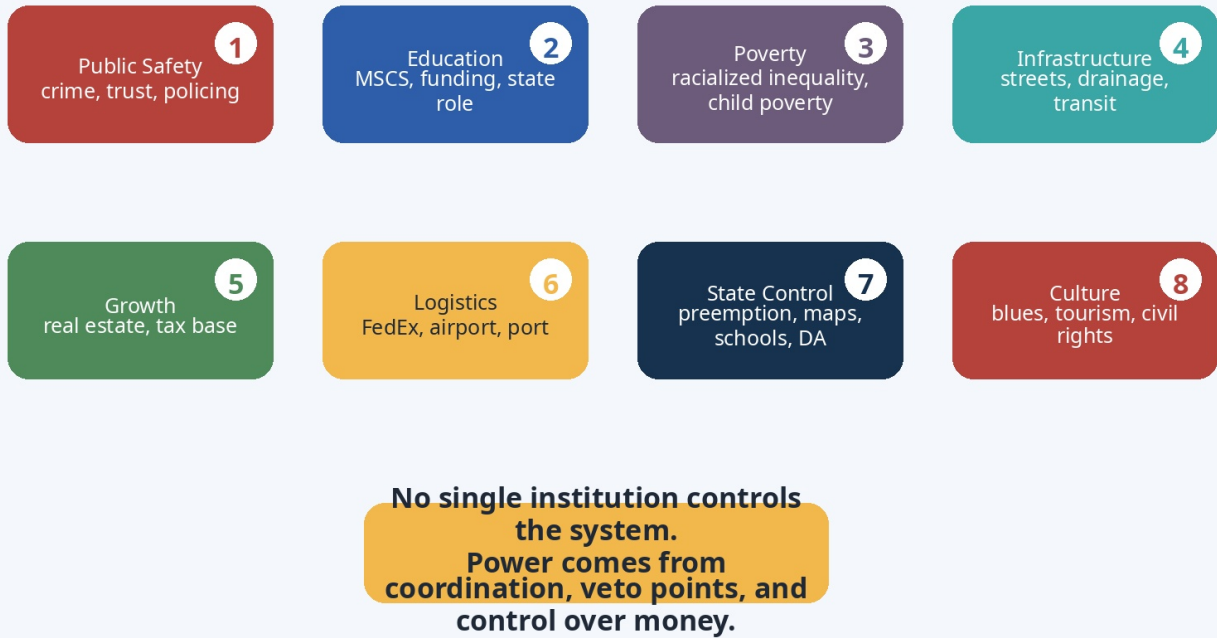 1
Public Safety
crime, trust, policing
2
Education
MSCS, funding, state
role
3
Poverty
racialized inequality,
child poverty
4
Infrastructure
streets, drainage,
transit
5
Growth
real estate, tax base
6
Logistics
FedEx, airport, port
7
State Control
preemption, maps,
schools, DA
8
Culture
blues, tourism, civil
rights
No single institution controls
the system.
Power comes from
coordination, veto points, and
control over money.